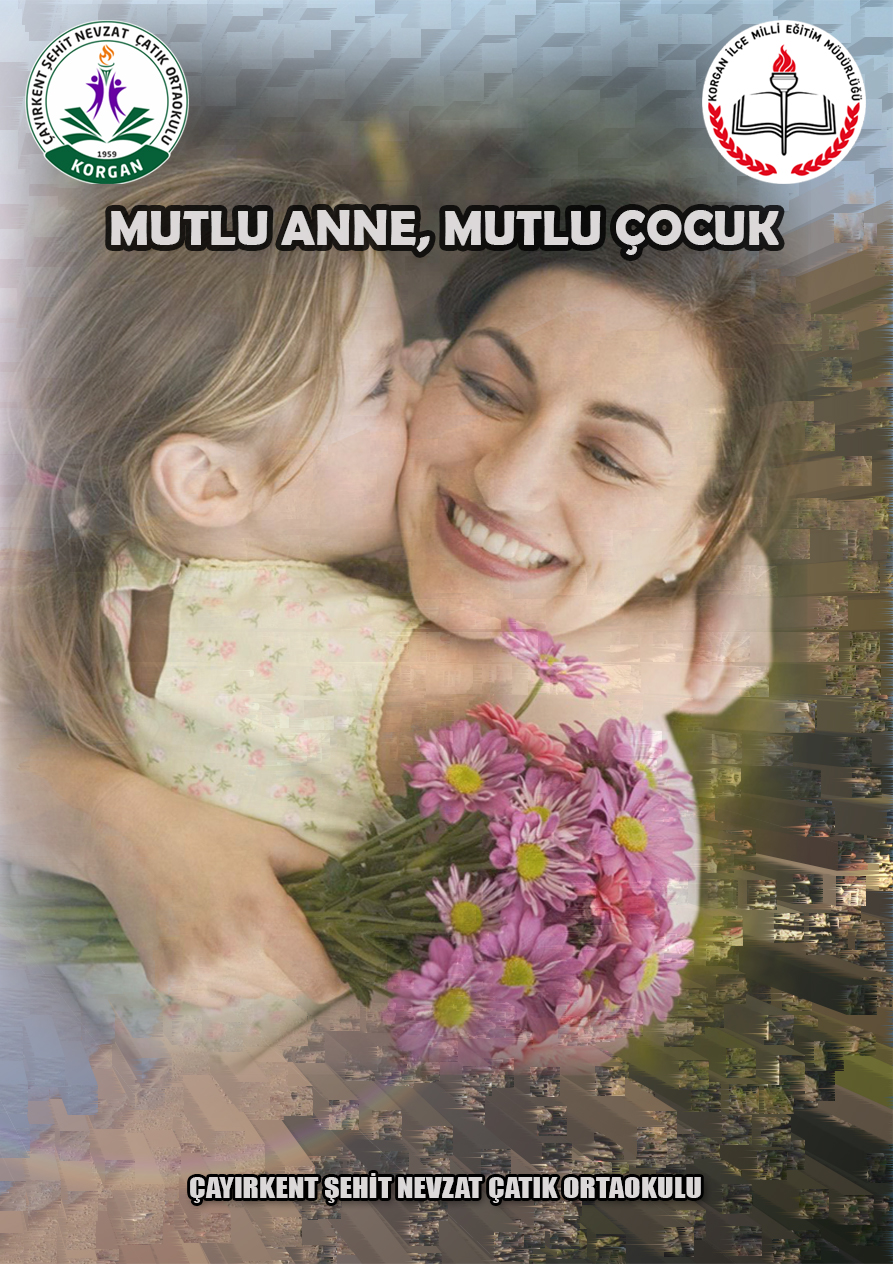 ÇAYIRKENT ŞEHİT NEVZAT ÇATIK ORTAOKULU
1959
KORGAN
KORGAN İLÇE MİLLİ EĞİTİM MÜDÜRLÜĞÜ
MUTLU ANNE, MUTLU ÇOCUK
ÇAYIRKENT ŞEHİT NEVZAT ÇATIK ORTAOKULU